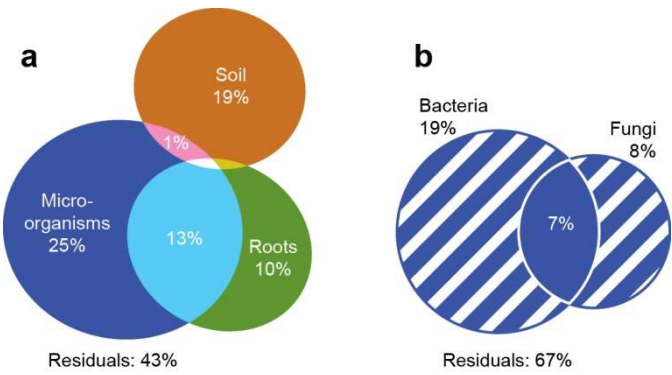 a
Soil
19%
1%
Micro-
organisms
25%
13%
Roots
10%
Residuals: 43%
b
Bacteria
19%
Fungi
8%
7%
Residuals: 67%